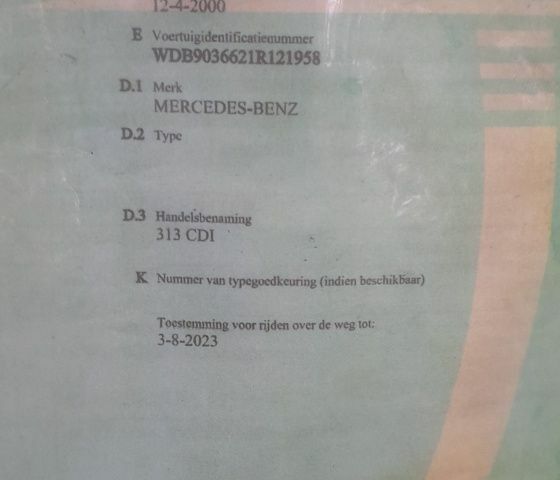 12-4-2000
E Voertuigidentificatienummer
WDB9036621R121958
D.1 Merk
MERCEDES-BENZ
D.2 Type
D.3 Handelsbenaming
313 CDI
K Nummer van typegoedkeuring (indien beschikbaar)
Toestemming voor rijden over de weg tot:
3-8-2023